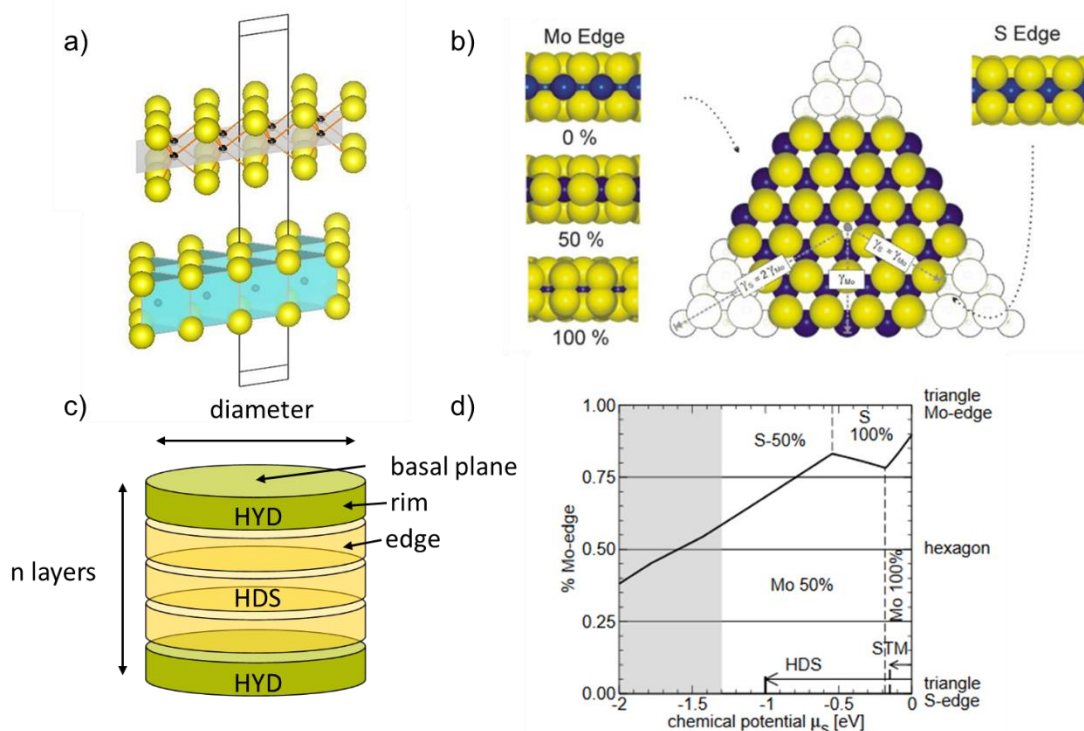 a)
b)
Mo Edge
S Edge
0 %
50 %
100 %
γS = 2 γMo
γMo
γS = γMo
c)
diameter
basal plane
rim
HYD
edge
n layers
HDS
HYD
d)
triangle
Mo-edge
1.00
S-50%
S
100%
0.75
% Mo-edge
0.50
hexagon
Mo 50%
Mo 100%
0.25
HDS
STM
0.00
triangle
S-edge
-2
-1.5
-1
-0.5
0
chemical potential μS [eV]